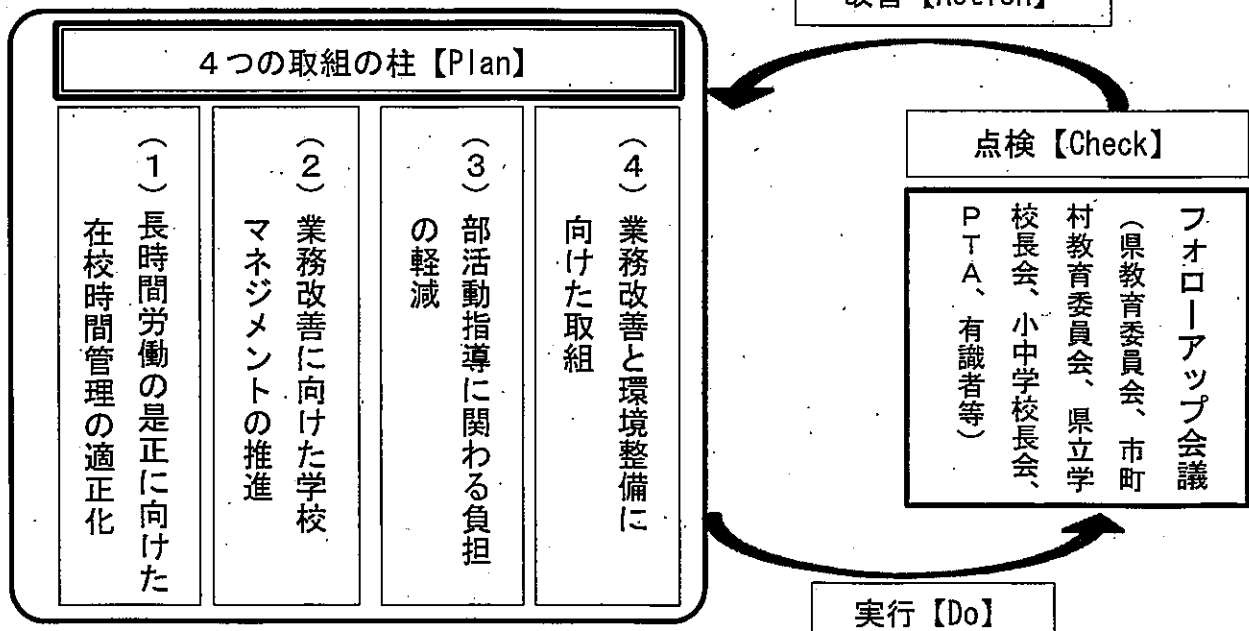 改善【Action】
4つの取組の柱【Plan】
（1）長時間労働の是正に向けた
在校時間管理の適正化
（2）業務改善に向けた学校
マネジメントの推進
（3）部活動指導に関わる負担
の軽減
（4）業務改善と環境整備に
向けた取組
点検【Check】
フォローアップ会議
（県教育委員会、市町
村教育委員会、県立学
校長会、小中学校長会、
PTA、有識者等）
実行【Do】